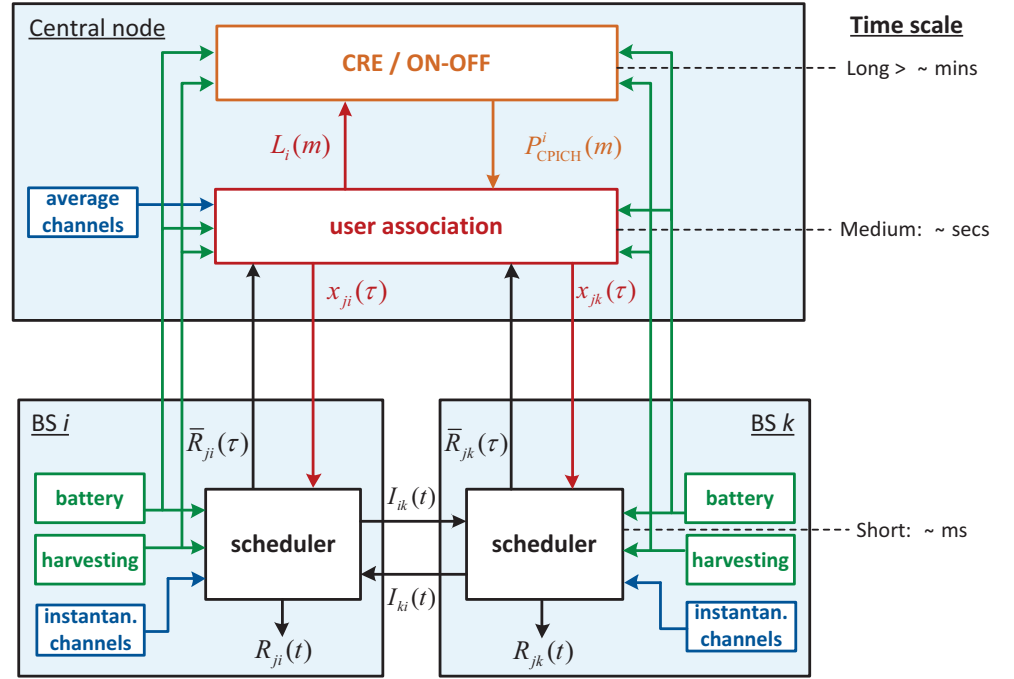 Central node
Time scale
CRE / ON-OFF
Long > ~ mins
L_i(m)
P^i_CPICH(m)
average
channels
user association
Medium: ~ secs
x_ji(τ)
x_jk(τ)
BS i
BS k
R̅_ji(τ)
R̅_jk(τ)
battery
I_ik(t)
battery
scheduler
scheduler
Short: ~ ms
harvesting
harvesting
I_ki(t)
instantan.
channels
instantan.
channels
R_ji(t)
R_jk(t)